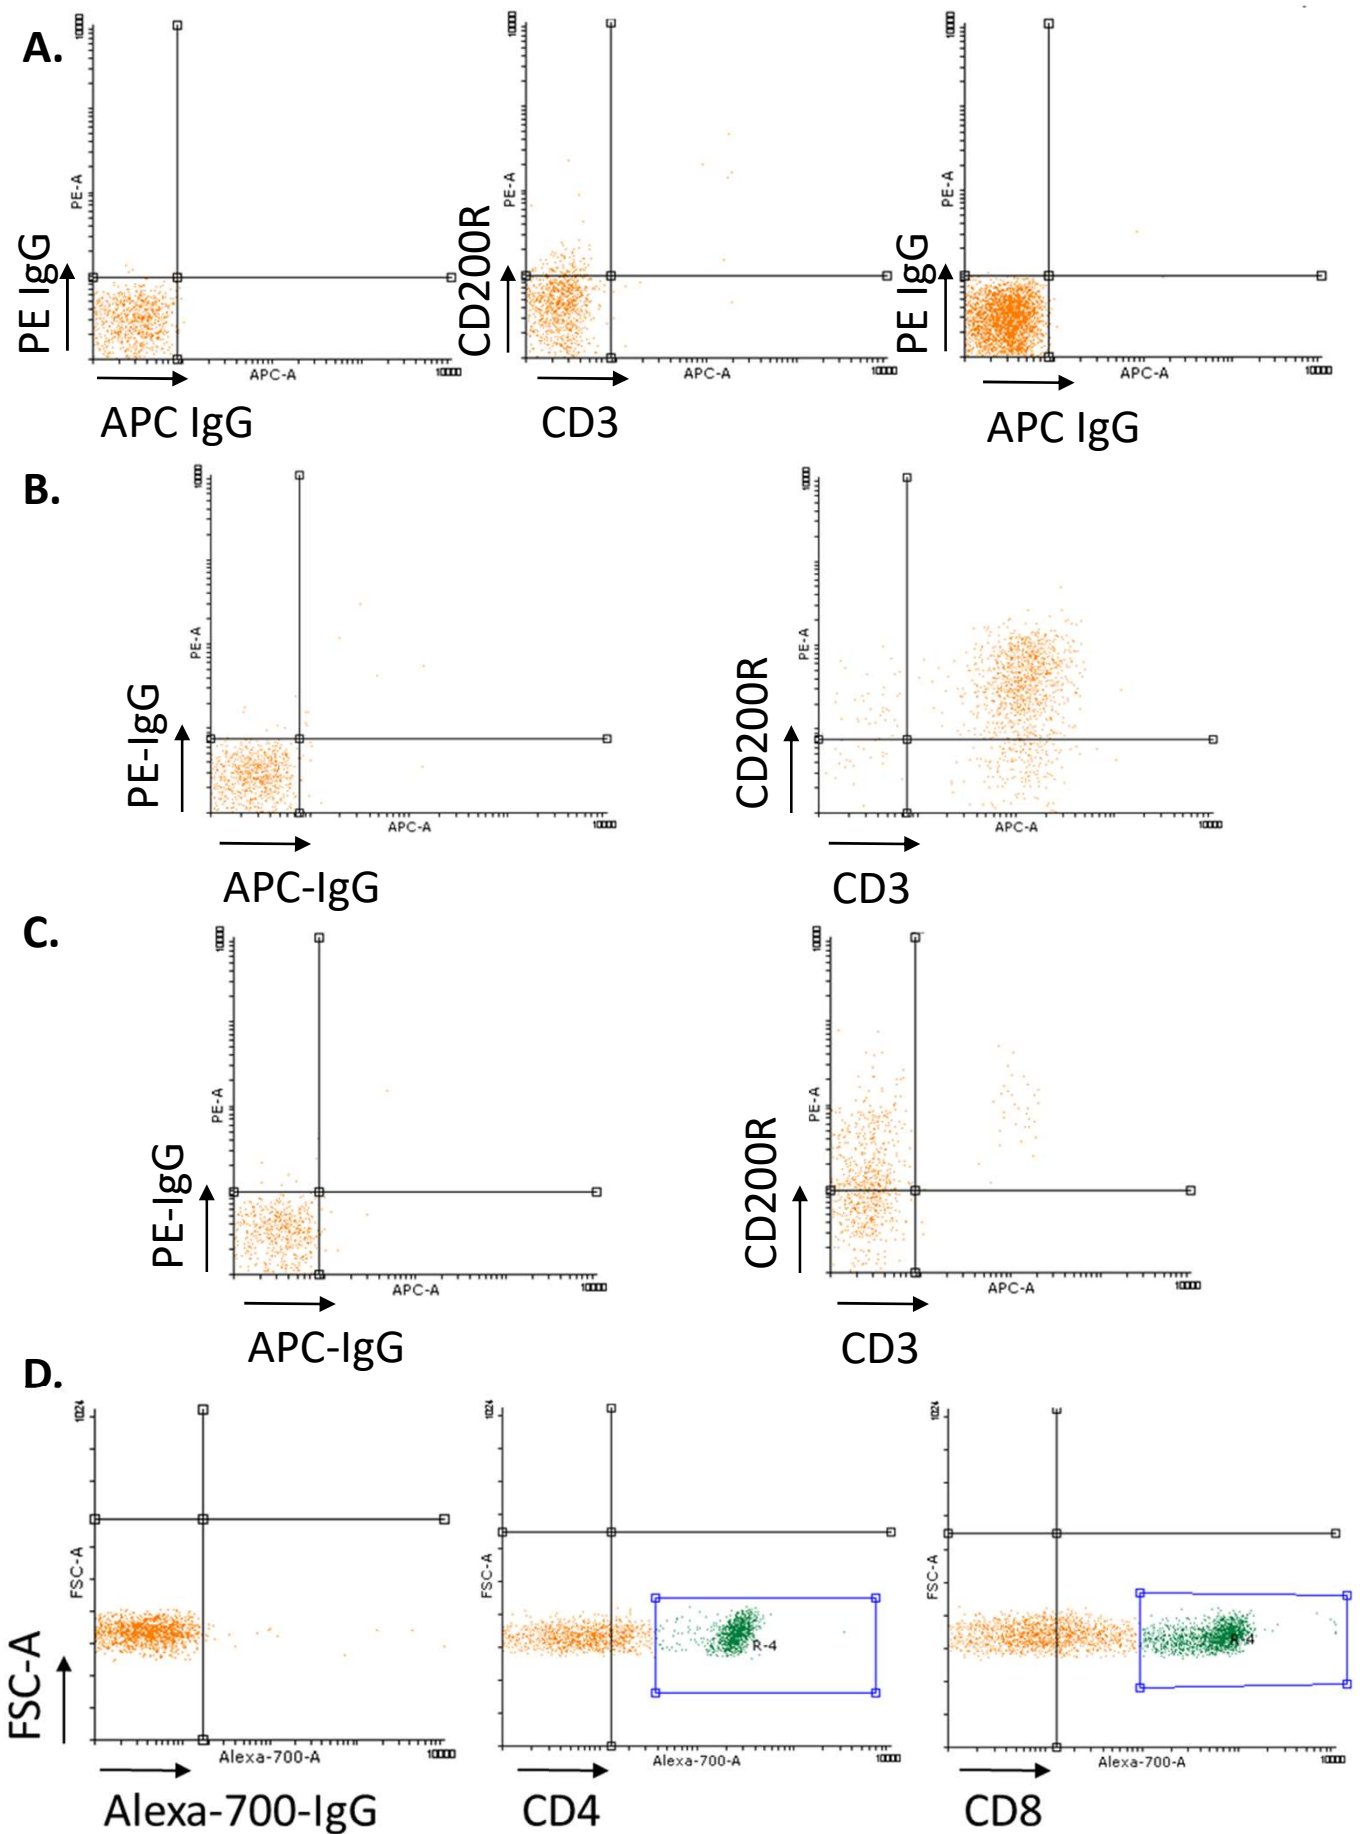 A.
PE IgG
PE-A
APC-A
10000
APC IgG
CD200R
PE-A
APC-A
10000
CD3
PE IgG
PE-A
APC-A
10000
APC IgG
B.
PE-IgG
PE-A
APC-A
10000
APC-IgG
CD200R
PE-A
APC-A
10000
CD3
C.
PE-IgG
PE-A
APC-A
10000
APC-IgG
CD200R
PE-A
APC-A
10000
CD3
D.
FSC-A
FSC-A
1024
Alexa-700-A
10000
Alexa-700-IgG
FSC-A
1024
R-4
Alexa-700-A
10000
CD4
FSC-A
1024
R-4
Alexa-700-A
10000
CD8